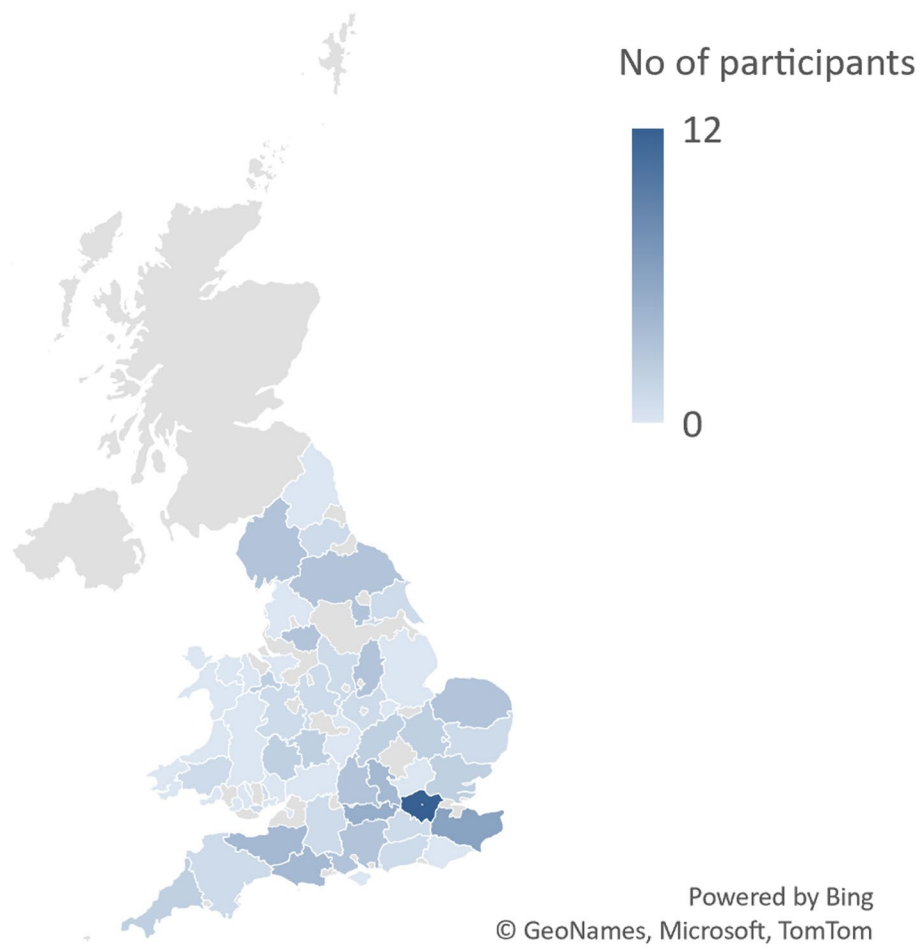 No of participants
12
0
Powered by Bing
© GeoNames, Microsoft, TomTom